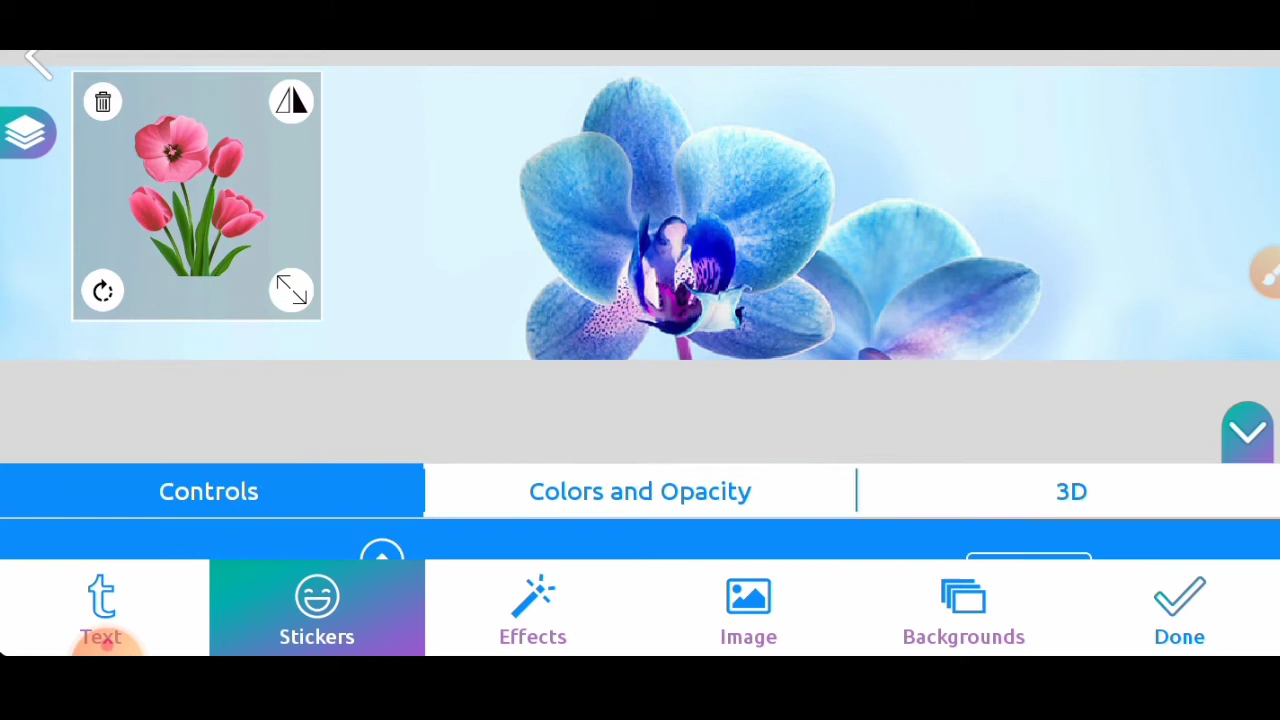 Controls
Colors and Opacity
3D
Text
Stickers
Effects
Image
Backgrounds
Done